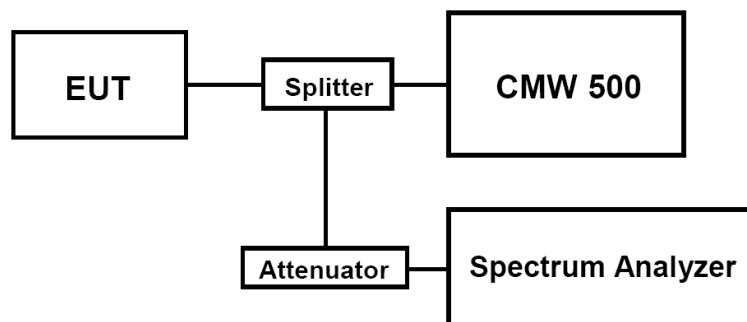 EUT
Splitter
CMW 500
Attenuator
Spectrum Analyzer